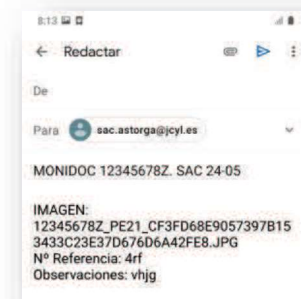 8:13
Redactar
De
Para sac.astorga@jcyl.es
MONIDOC 12345678Z. SAC 24-05
IMAGEN:
12345678Z_PE21_CF3FD68E9057397B15
3433C23E37D676D6A42FE8.JPG
Nº Referencia: 4rf
Observaciones: vhjg